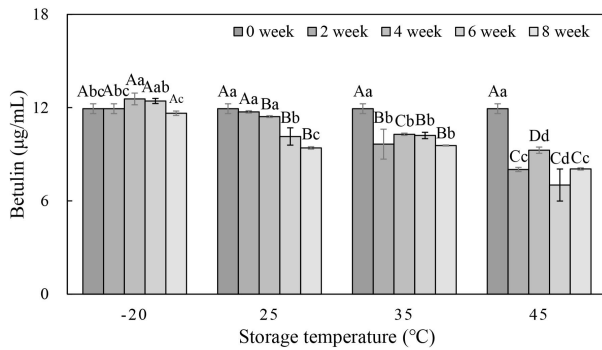 18
0 week 2 week 4 week 6 week 8 week
Abc Abc Aa Aab Ac
Aa Aa Ba Bb Bc
Aa Bb Cb Bb Bb
Aa Cc Dd Cd Cc
12
6
0
Betulin (μg/mL)
-20 25 35 45
Storage temperature (℃)